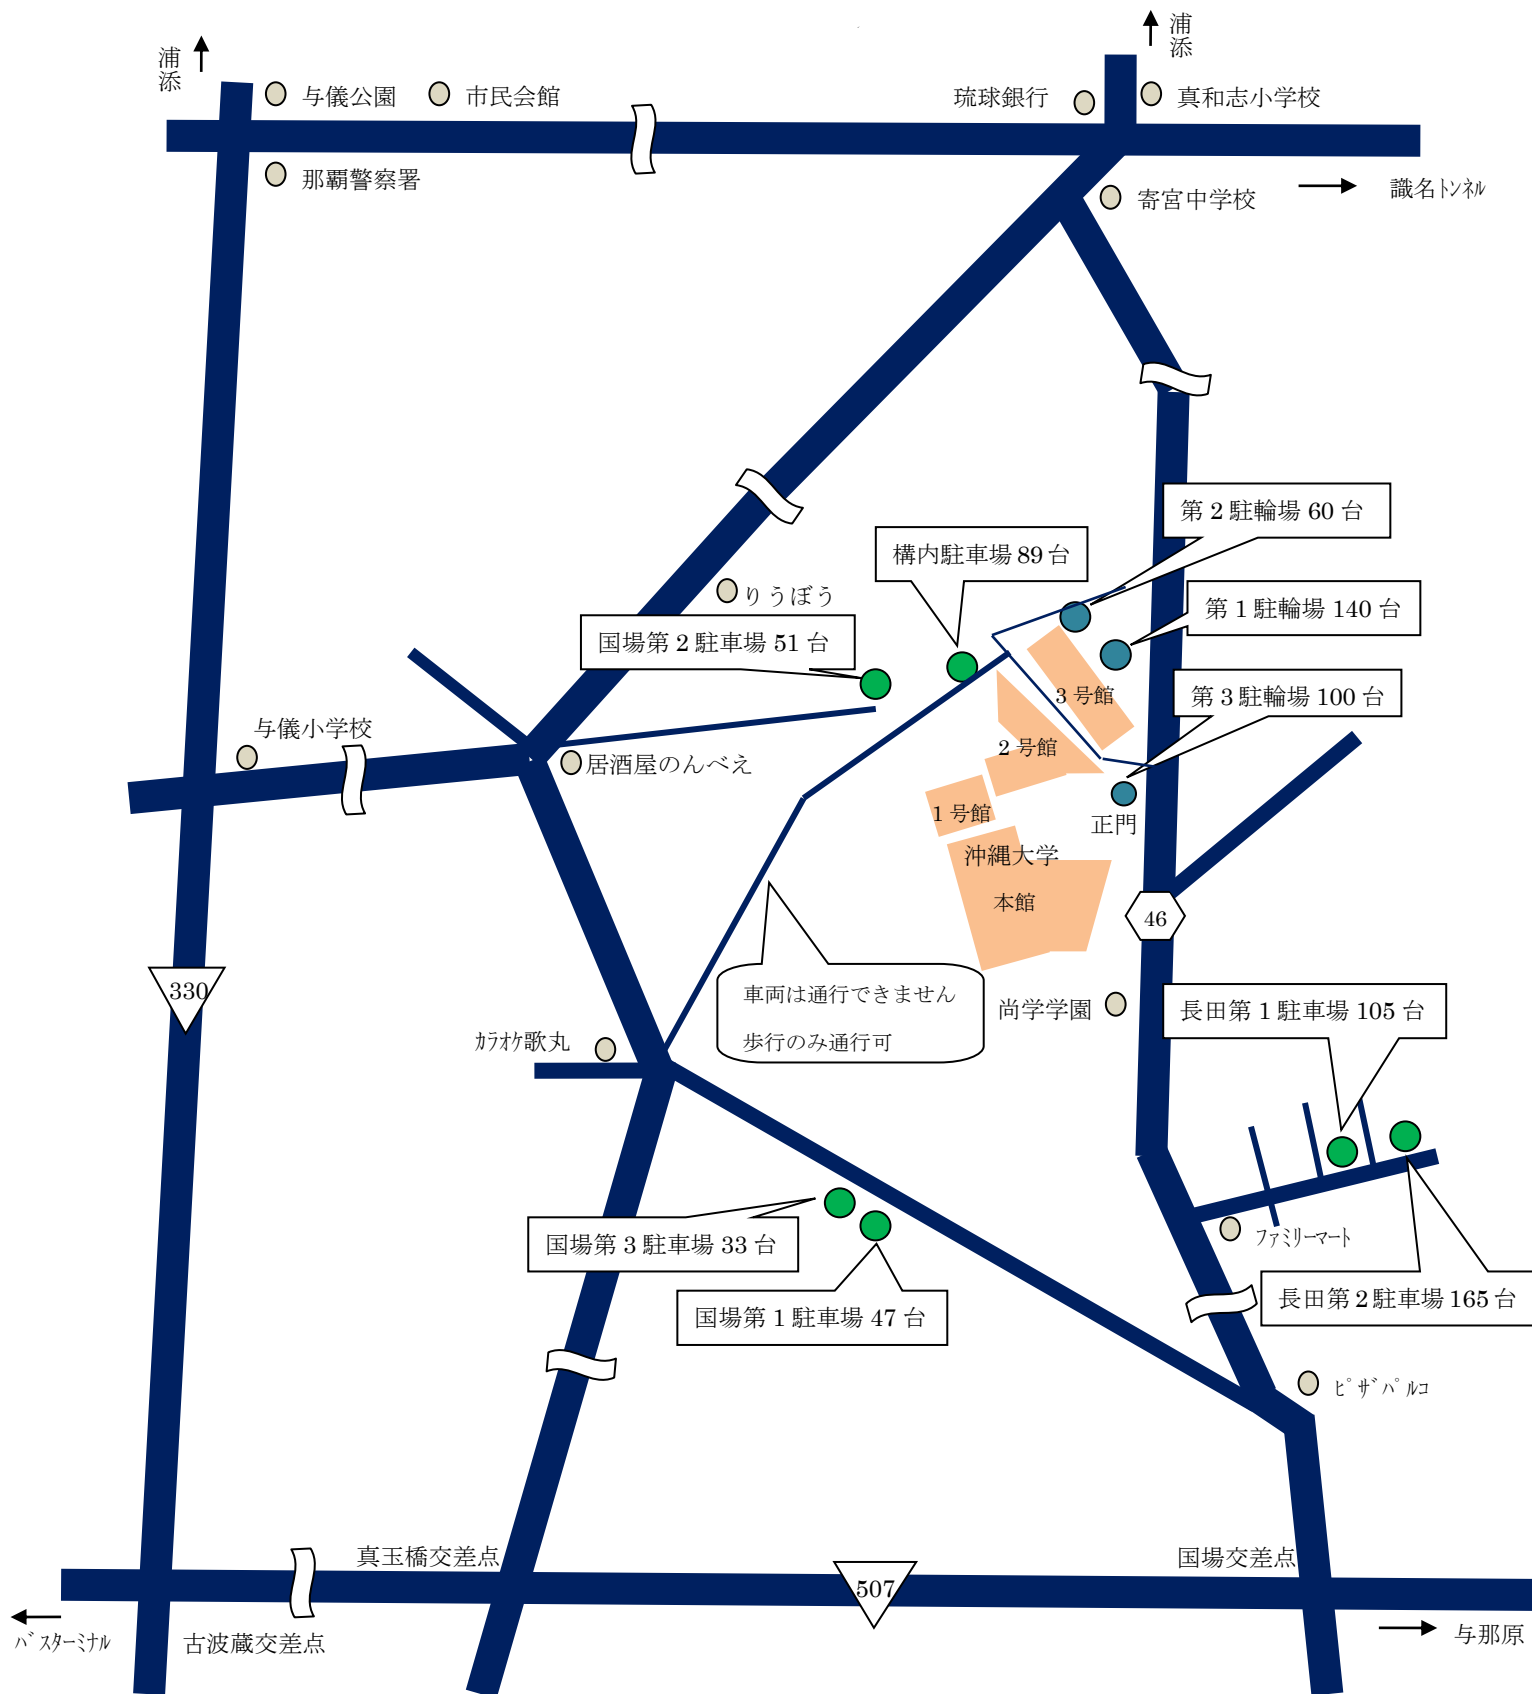 浦添
浦添
与儀公園
市民会館
琉球銀行
真和志小学校
那覇警察署
寄宮中学校
識名トンネル
第2駐輪場 60 台
構内駐車場 89 台
りうぼう
第1駐輪場 140 台
国場第2駐車場 51 台
3号館
第3駐輪場 100 台
与儀小学校
2号館
居酒屋のんべえ
1号館
正門
沖縄大学
本館
46
330
車両は通行できません
歩行のみ通行可
尚学学園
長田第1駐車場 105 台
ｶﾗｵｹ歌丸
国場第3駐車場 33 台
ファミリーマート
国場第1駐車場 47 台
長田第2駐車場 165 台
ﾋﾟｻﾞﾊﾟﾙｺ
真玉橋交差点
国場交差点
507
ﾊﾞｽﾀｰﾐﾅﾙ
古波蔵交差点
与那原